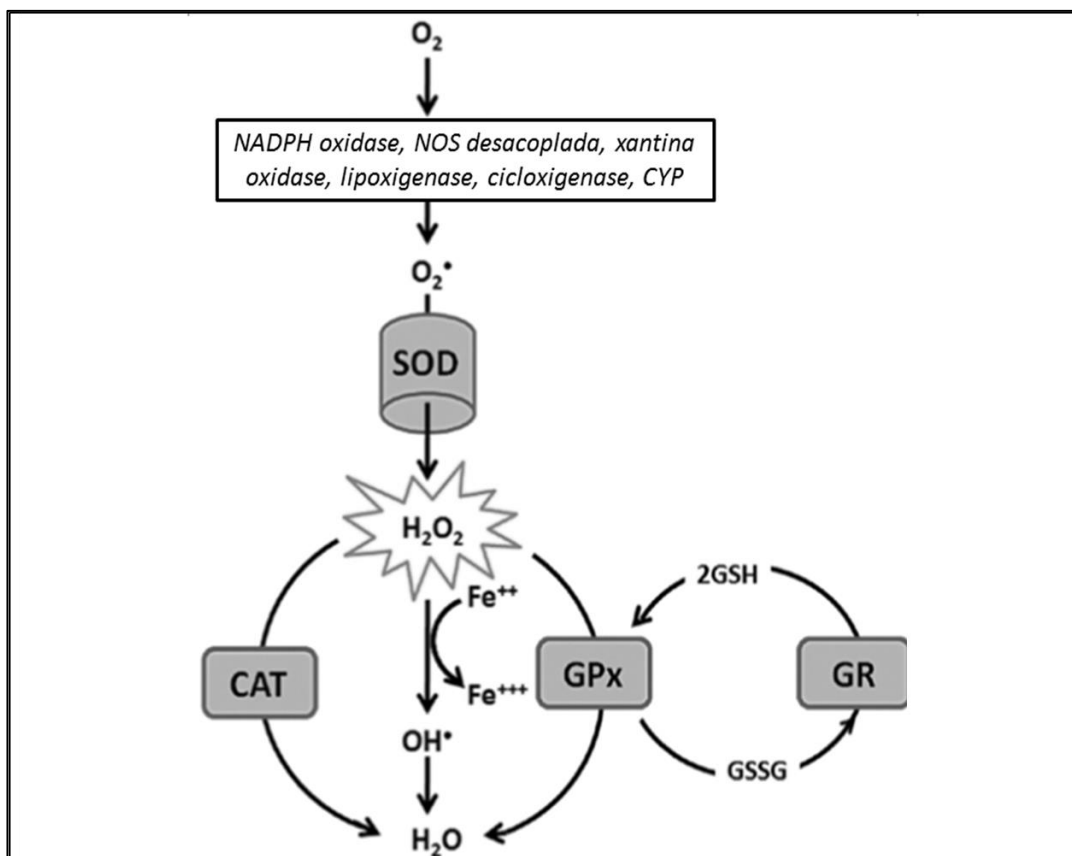 O₂
NADPH oxidase, NOS desacoplada, xantina
oxidase, lipoxigenase, cicloxigenase, CYP
O₂•
SOD
H₂O₂
Fe⁺⁺
2GSH
CAT
Fe⁺⁺⁺
GPx
GR
OH•
GSSG
H₂O